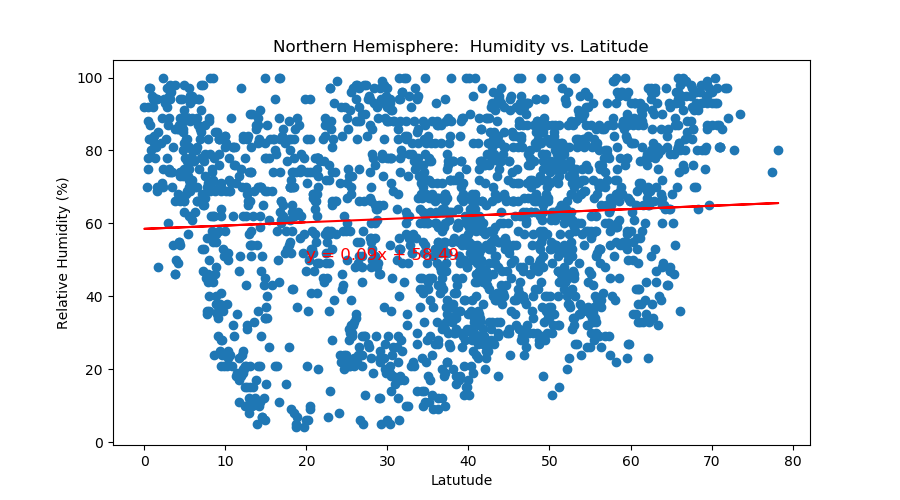 Northern Hemisphere:  Humidity vs. Latitude
Relative Humidity (%)
100
80
60
40
20
0
y = 0.09x + 58.49
0 10 20 30 40 50 60 70 80
Latutude